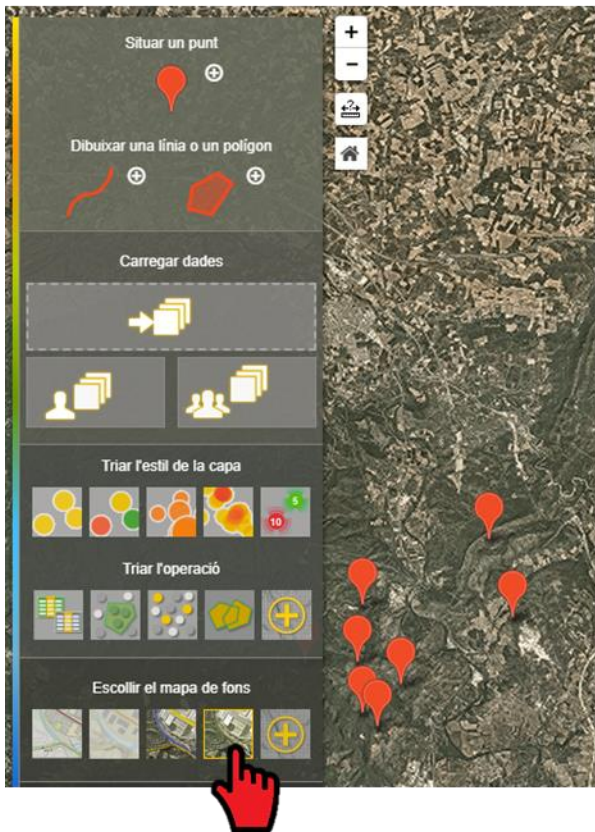 Situar un punt
Dibuixar una línia o un polígon
Carregar dades
Triar l'estil de la capa
5
10
Triar l'operació
Escollir el mapa de fons
+
−
?